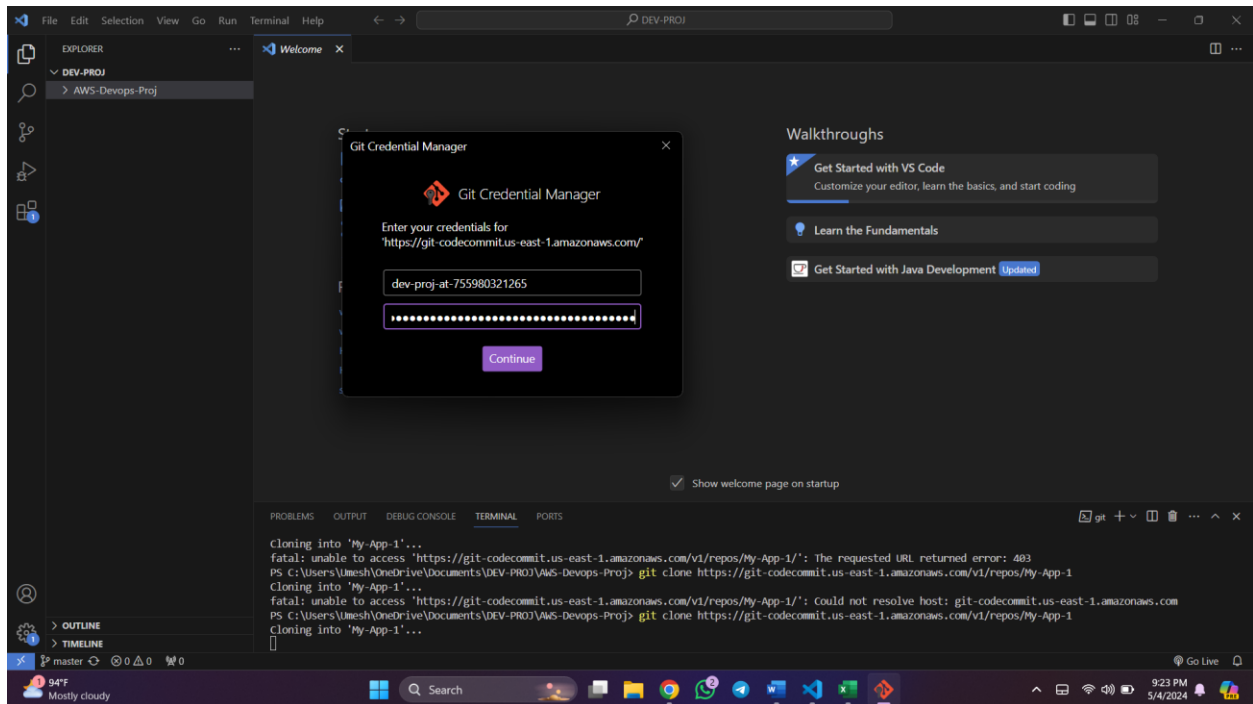 File Edit Selection View Go Run Terminal Help
DEV-PROJ
EXPLORER
Welcome
DEV-PROJ
AWS-Devops-Proj
Walkthroughs
Get Started with VS Code
Customize your editor, learn the basics, and start coding
Learn the Fundamentals
Get Started with Java Development Updated
Git Credential Manager
Git Credential Manager
Enter your credentials for
'https://git-codecommit.us-east-1.amazonaws.com/'
dev-proj-at-755980321265
Continue
Show welcome page on startup
PROBLEMS OUTPUT DEBUG CONSOLE TERMINAL PORTS
git
Cloning into 'My-App-1'...
fatal: unable to access 'https://git-codecommit.us-east-1.amazonaws.com/v1/repos/My-App-1/': The requested URL returned error: 403
PS C:\Users\Umesh\OneDrive\Documents\DEV-PROJ\AWS-Devops-Proj> git clone https://git-codecommit.us-east-1.amazonaws.com/v1/repos/My-App-1
Cloning into 'My-App-1'...
fatal: unable to access 'https://git-codecommit.us-east-1.amazonaws.com/v1/repos/My-App-1/': Could not resolve host: git-codecommit.us-east-1.amazonaws.com
PS C:\Users\Umesh\OneDrive\Documents\DEV-PROJ\AWS-Devops-Proj> git clone https://git-codecommit.us-east-1.amazonaws.com/v1/repos/My-App-1
Cloning into 'My-App-1'...
OUTLINE
TIMELINE
1
1
master 0 0 0
Go Live
1
94°F
Mostly cloudy
Search
2
9:23 PM
5/4/2024